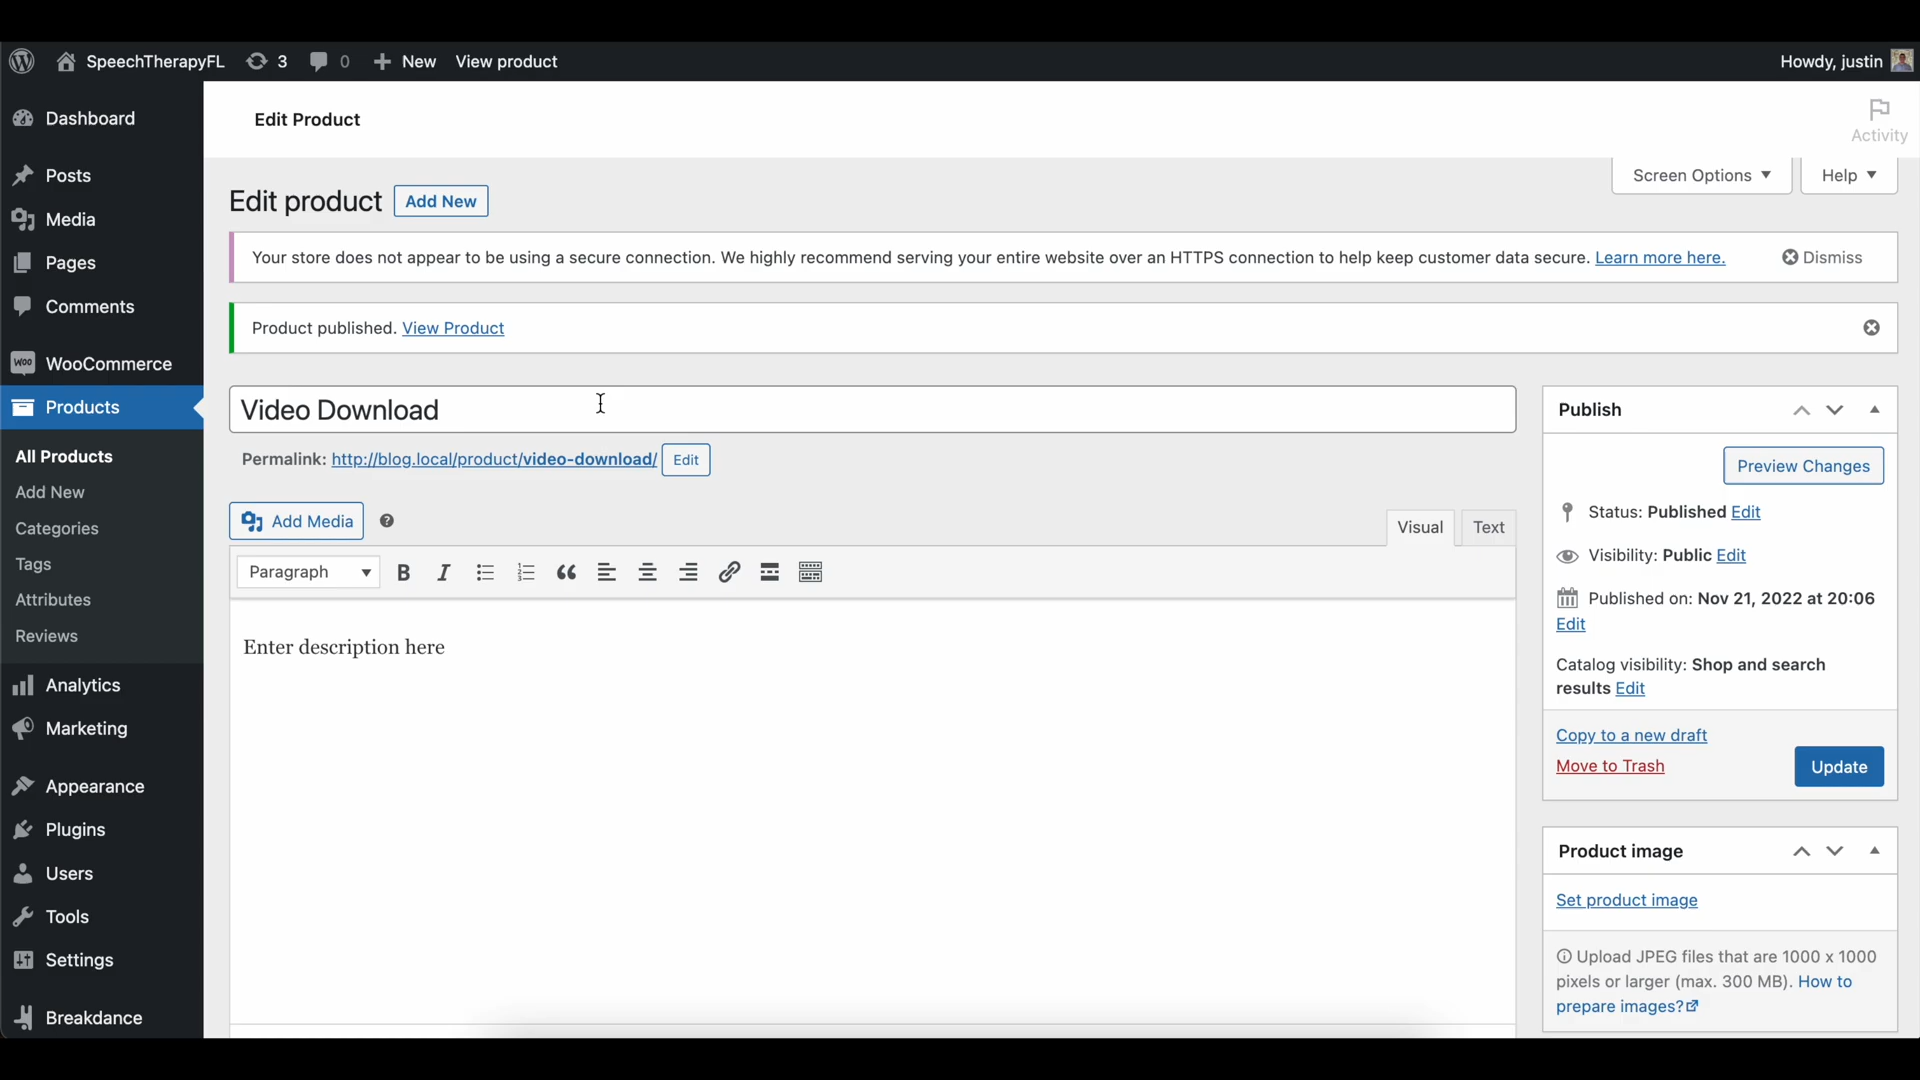 SpeechTherapyFL 3 0 New View product Howdy, justin
Dashboard
Posts
Media
Pages
Comments
WooCommerce
Products
All Products
Add New
Categories
Tags
Attributes
Reviews
Analytics
Marketing
Appearance
Plugins
Users
Tools
Settings
Breakdance
Edit Product
Activity
Screen Options Help
Edit product Add New
Your store does not appear to be using a secure connection. We highly recommend serving your entire website over an HTTPS connection to help keep customer data secure. Learn more here. Dismiss
Product published. View Product
Video Download
Permalink: http://blog.local/product/video-download/ Edit
Add Media
Visual Text
Paragraph
Enter description here
Publish
Preview Changes
Status: Published Edit
Visibility: Public Edit
Published on: Nov 21, 2022 at 20:06
Edit
Catalog visibility: Shop and search
results Edit
Copy to a new draft
Move to Trash
Update
Product image
Set product image
Upload JPEG files that are 1000 x 1000
pixels or larger (max. 300 MB). How to
prepare images?